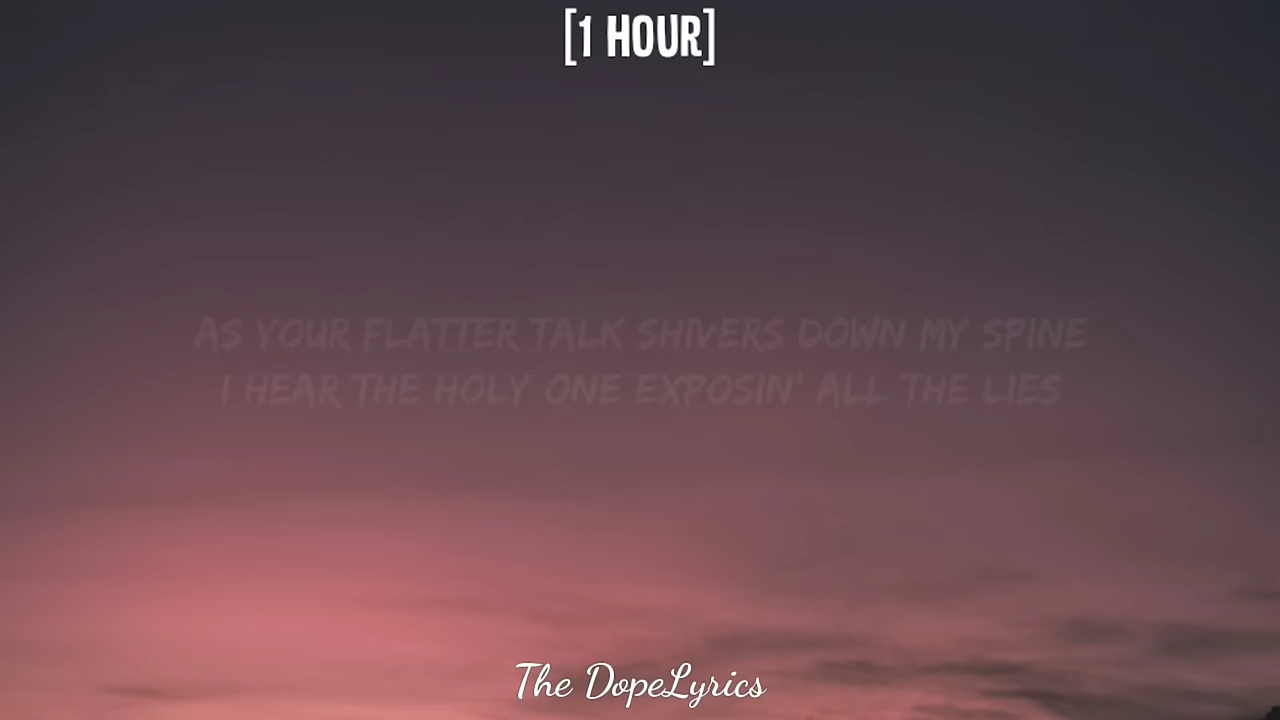 [1 HOUR]
AS YOUR FLATTER TALK SHIVERS DOWN MY SPINE
I HEAR THE HOLY ONE EXPOSIN' ALL THE LIES
The DopeLyrics